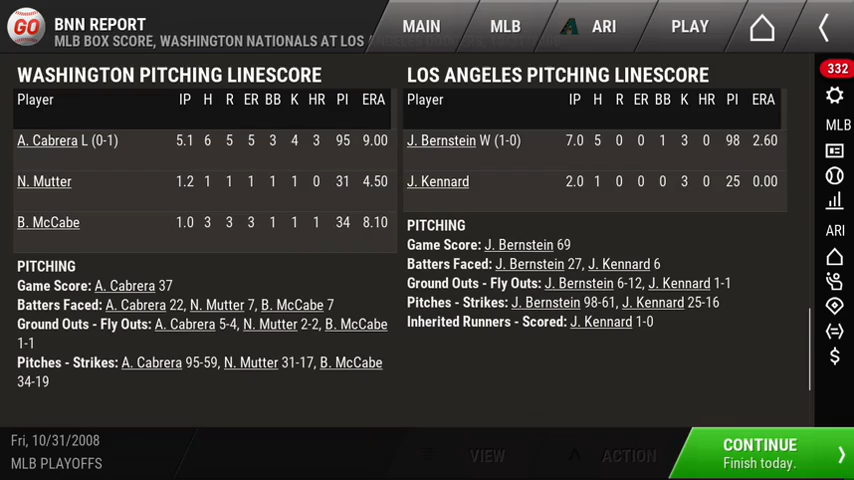 GO
BNN REPORT
MLB BOX SCORE, WASHINGTON NATIONALS AT LOS
MAIN
MLB
ARI
PLAY
WASHINGTON PITCHING LINESCORE
Player IP H R ER BB K HR PI ERA
A. Cabrera L (0-1) 5.1 6 5 5 3 4 3 95 9.00
N. Mutter 1.2 1 1 1 1 1 0 31 4.50
B. McCabe 1.0 3 3 3 1 1 1 34 8.10
PITCHING
Game Score: A. Cabrera 37
Batters Faced: A. Cabrera 22, N. Mutter 7, B. McCabe 7
Ground Outs - Fly Outs: A. Cabrera 5-4, N. Mutter 2-2, B. McCabe
1-1
Pitches - Strikes: A. Cabrera 95-59, N. Mutter 31-17, B. McCabe
34-19
LOS ANGELES PITCHING LINESCORE
Player IP H R ER BB K HR PI ERA
J. Bernstein W (1-0) 7.0 5 0 0 1 3 0 98 2.60
J. Kennard 2.0 1 0 0 0 3 0 25 0.00
PITCHING
Game Score: J. Bernstein 69
Batters Faced: J. Bernstein 27, J. Kennard 6
Ground Outs - Fly Outs: J. Bernstein 6-12, J. Kennard 1-1
Pitches - Strikes: J. Bernstein 98-61, J. Kennard 25-16
Inherited Runners - Scored: J. Kennard 1-0
332
MLB
ARI
Fri, 10/31/2008
MLB PLAYOFFS
VIEW
ACTION
CONTINUE
Finish today.